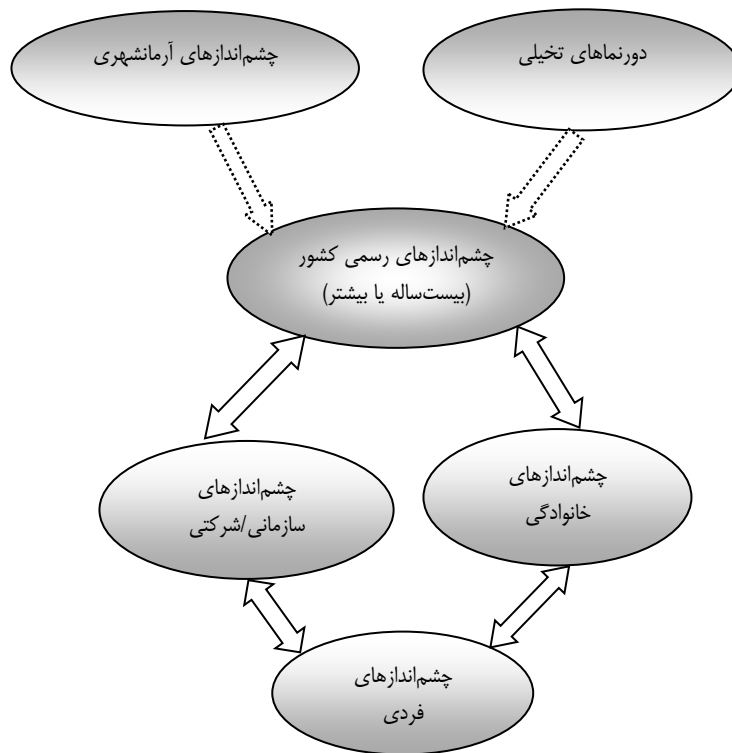 دورنماهای تخیلی
چشم‌اندازهای آرمانشهری
چشم‌اندازهای رسمی کشور
(بیست‌ساله یا بیشتر)
چشم‌اندازهای
خانوادگی
چشم‌اندازهای
سازمانی/شرکتی
چشم‌اندازهای
فردی